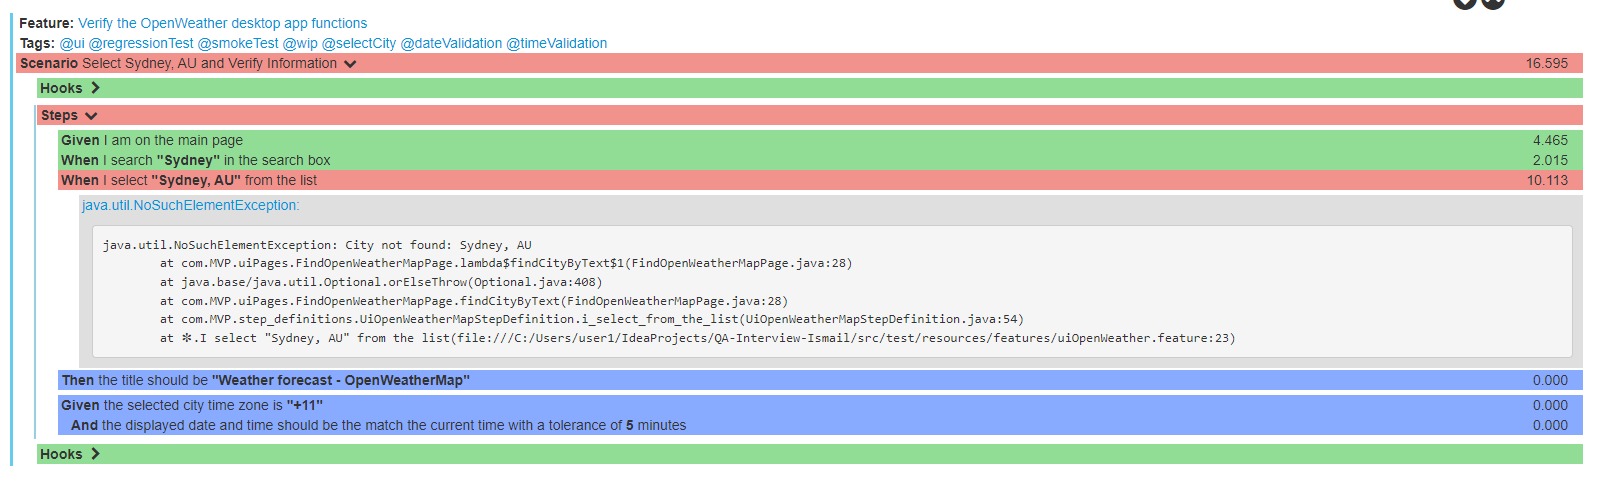 Feature: Verify the OpenWeather desktop app functions
Tags: @ui @regressionTest @smokeTest @wip @selectCity @dateValidation @timeValidation
Scenario Select Sydney, AU and Verify Information 16.595
Hooks
Steps
Given I am on the main page 4.465
When I search "Sydney" in the search box 2.015
When I select "Sydney, AU" from the list 10.113
java.util.NoSuchElementException:
java.util.NoSuchElementException: City not found: Sydney, AU
at com.MVP.uiPages.FindOpenWeatherMapPage.lambda$findCityByText$1(FindOpenWeatherMapPage.java:28)
at java.base/java.util.Optional.orElseThrow(Optional.java:408)
at com.MVP.uiPages.FindOpenWeatherMapPage.findCityByText(FindOpenWeatherMapPage.java:28)
at com.MVP.step_definitions.UiOpenWeatherMapStepDefinition.i_select_from_the_list(UiOpenWeatherMapStepDefinition.java:54)
at ✽.I select "Sydney, AU" from the list(file:///C:/Users/user1/IdeaProjects/QA-Interview-Ismail/src/test/resources/features/uiOpenWeather.feature:23)
Then the title should be "Weather forecast - OpenWeatherMap" 0.000
Given the selected city time zone is "+11" 0.000
And the displayed date and time should be the match the current time with a tolerance of 5 minutes 0.000
Hooks